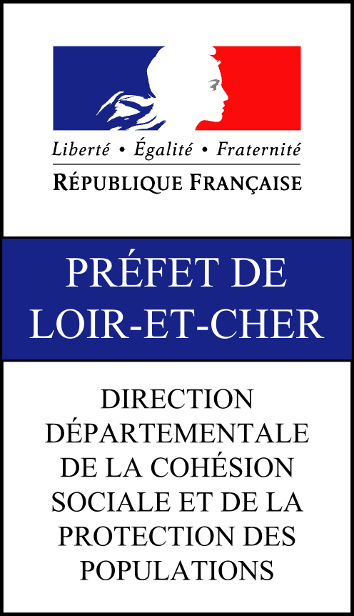 Liberté • Égalité • Fraternité
RÉPUBLIQUE FRANÇAISE
PRÉFET DE
LOIR-ET-CHER
DIRECTION
DÉPARTEMENTALE
DE LA COHÉSION
SOCIALE ET DE LA
PROTECTION DES
POPULATIONS